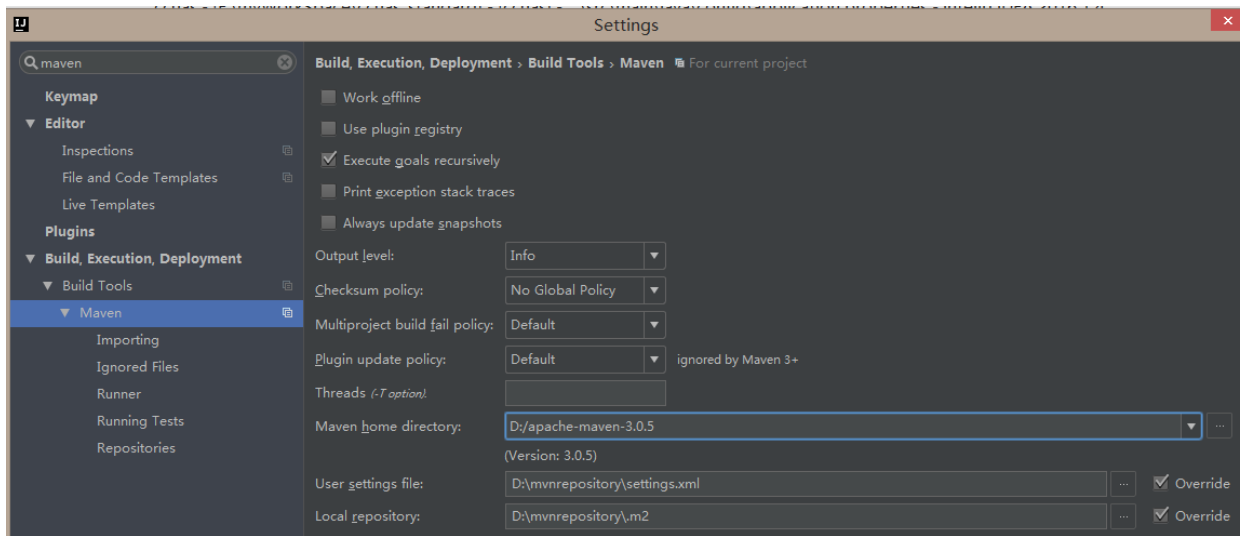 Settings
maven
Build, Execution, Deployment › Build Tools › Maven For current project
Keymap
Editor
Inspections
File and Code Templates
Live Templates
Plugins
Build, Execution, Deployment
Build Tools
Maven
Importing
Ignored Files
Runner
Running Tests
Repositories
Work offline
Use plugin registry
Execute goals recursively
Print exception stack traces
Always update snapshots
Output level: Info
Checksum policy: No Global Policy
Multiproject build fail policy: Default
Plugin update policy: Default ignored by Maven 3+
Threads (-T option):
Maven home directory: D:/apache-maven-3.0.5 ...
(Version: 3.0.5)
User settings file: D:\mvnrepository\settings.xml ... Override
Local repository: D:\mvnrepository\.m2 ... Override